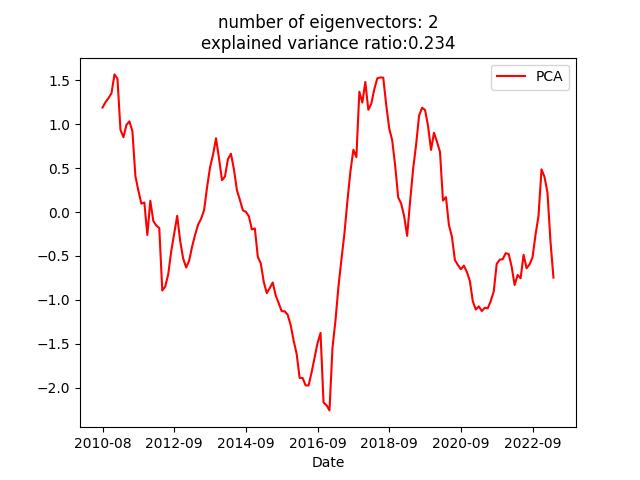 number of eigenvectors: 2
explained variance ratio:0.234
PCA
1.5
1.0
0.5
0.0
−0.5
−1.0
−1.5
−2.0
2010-08 2012-09 2014-09 2016-09 2018-09 2020-09 2022-09
Date